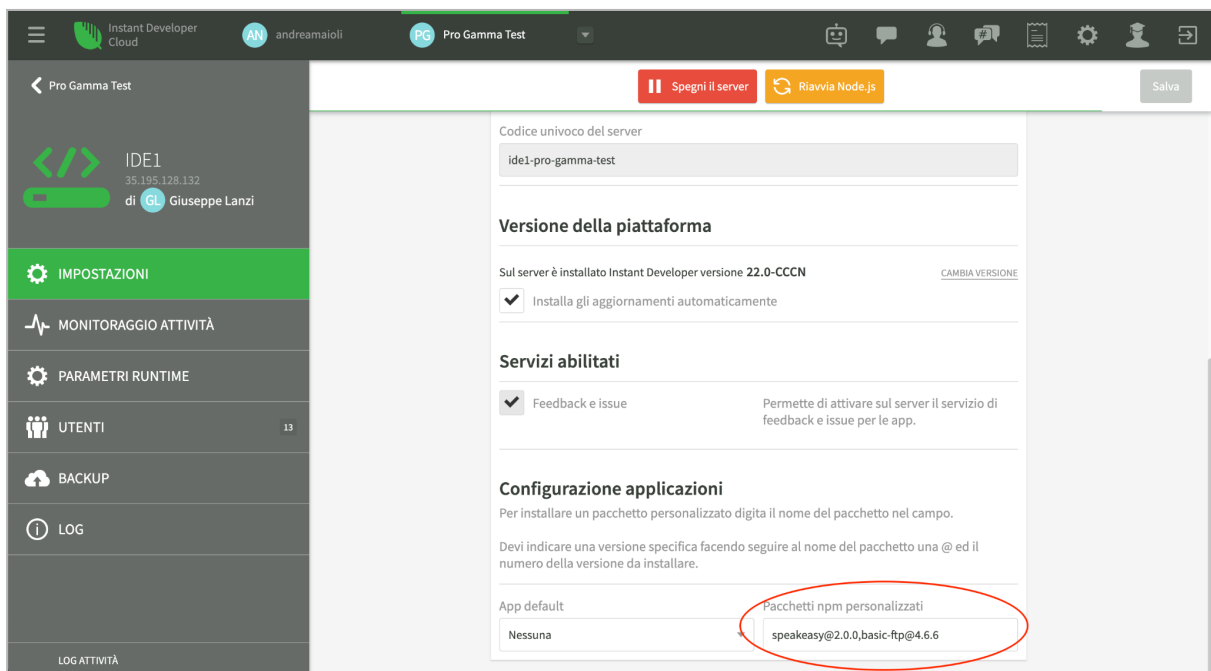 Instant Developer
Cloud
AN andreamaioli
PG Pro Gamma Test
#
Pro Gamma Test
Spegni il server
Riavvia Node.js
Salva
IDE1
35.195.128.132
di GL Giuseppe Lanzi
IMPOSTAZIONI
MONITORAGGIO ATTIVITÀ
PARAMETRI RUNTIME
UTENTI 13
BACKUP
LOG
LOG ATTIVITÀ
Codice univoco del server
ide1-pro-gamma-test
Versione della piattaforma
Sul server è installato Instant Developer versione 22.0-CCCN CAMBIA VERSIONE
Installa gli aggiornamenti automaticamente
Servizi abilitati
Feedback e issue
Permette di attivare sul server il servizio di
feedback e issue per le app.
Configurazione applicazioni
Per installare un pacchetto personalizzato digita il nome del pacchetto nel campo.
Devi indicare una versione specifica facendo seguire al nome del pacchetto una @ ed il
numero della versione da installare.
App default
Nessuna
Pacchetti npm personalizzati
speakeasy@2.0.0,basic-ftp@4.6.6